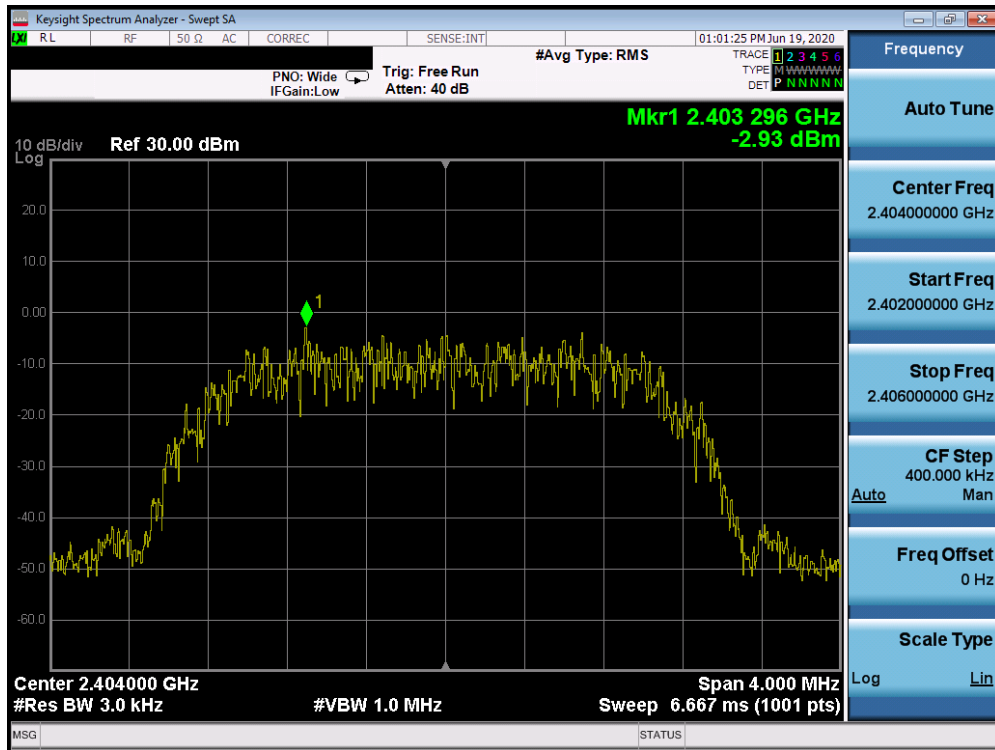 Keysight Spectrum Analyzer - Swept SA
LXI RL RF 50 Ω AC CORREC SENSE:INT 01:01:25 PM Jun 19, 2020
#Avg Type: RMS
TRACE 1 2 3 4 5 6
PNO: Wide Trig: Free Run
TYPE M W W W W W
IFGain:Low Atten: 40 dB
DET P N N N N N
Mkr1 2.403 296 GHz
-2.93 dBm
10 dB/div Ref 30.00 dBm
Log
20.0
10.0
0.00
-10.0
-20.0
-30.0
-40.0
-50.0
-60.0
1
Center 2.404000 GHz Span 4.000 MHz
#Res BW 3.0 kHz #VBW 1.0 MHz Sweep 6.667 ms (1001 pts)
MSG STATUS
Frequency
Auto Tune
Center Freq
2.404000000 GHz
Start Freq
2.402000000 GHz
Stop Freq
2.406000000 GHz
CF Step
400.000 kHz
Auto Man
Freq Offset
0 Hz
Scale Type
Log Lin